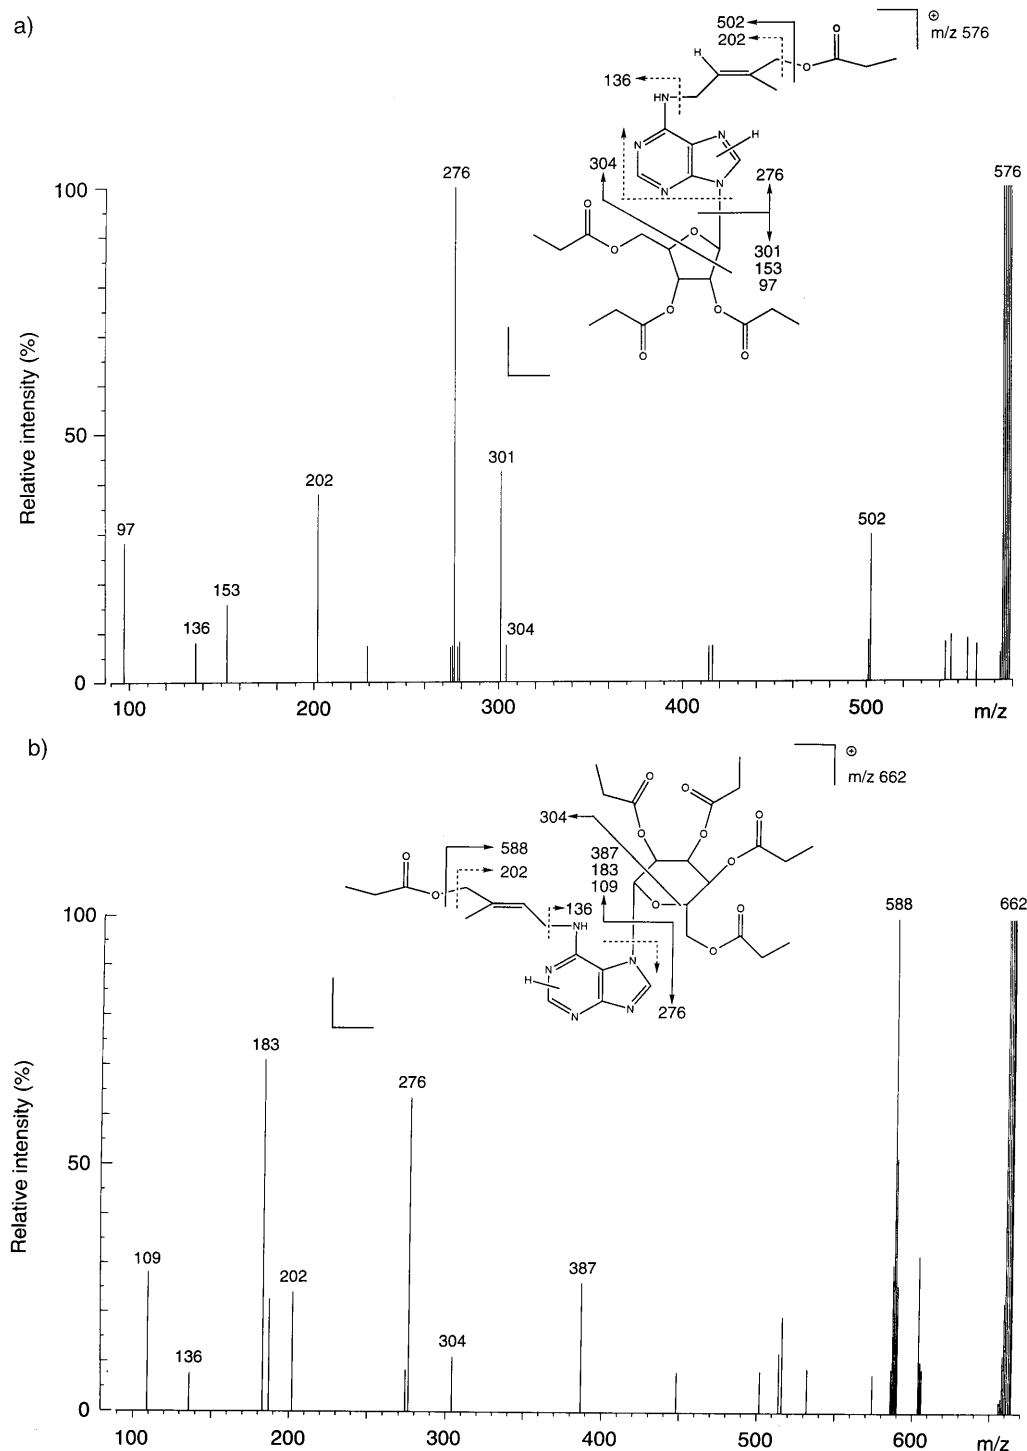 a)
⊕
m/z 576
502
202
O
H
O
136
HN
N
N
H
N
N
304
276
O
O
O
301
153
97
O
O
O
O
276
576
100
Relative intensity (%)
50
0
97
136
153
202
301
304
502
100
200
300
400
500
m/z
b)
⊕
m/z 662
O
O
O
304
O
O
O
588
202
O
O
387
183
109
O
O
O
O
136
NH
N
N
H
N
N
276
100
Relative intensity (%)
50
0
588
662
183
276
109
136
202
304
387
100
200
300
400
500
600
m/z